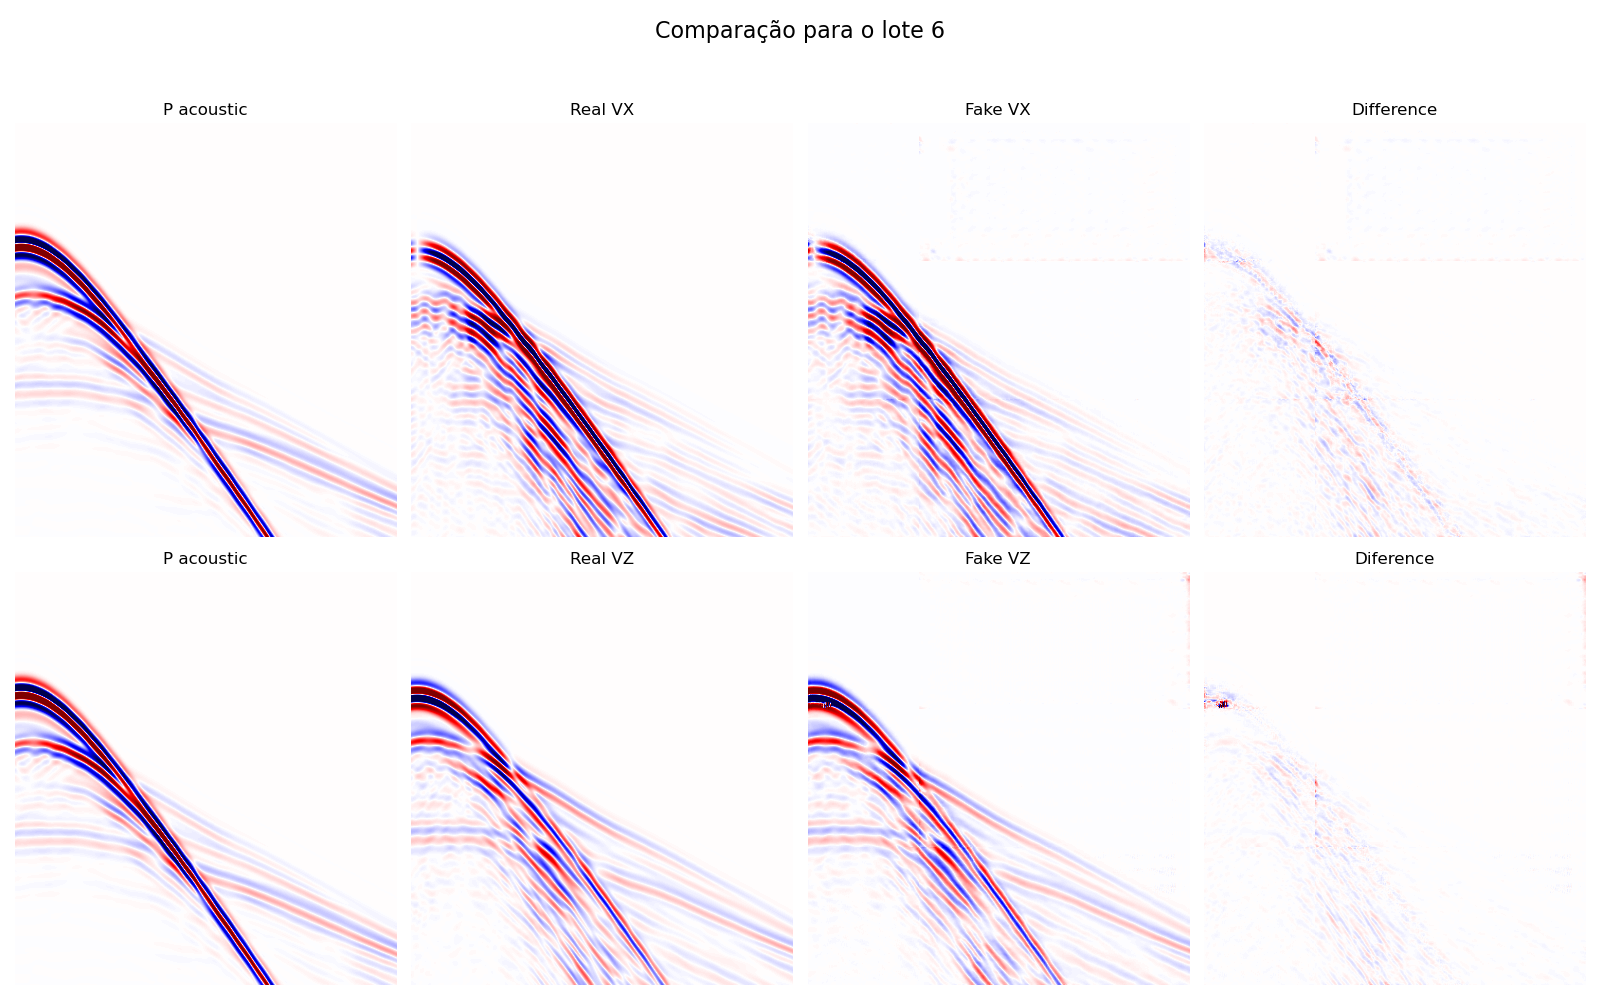 Comparação para o lote 6
P acoustic
Real VX
Fake VX
Difference
P acoustic
Real VZ
Fake VZ
Diference